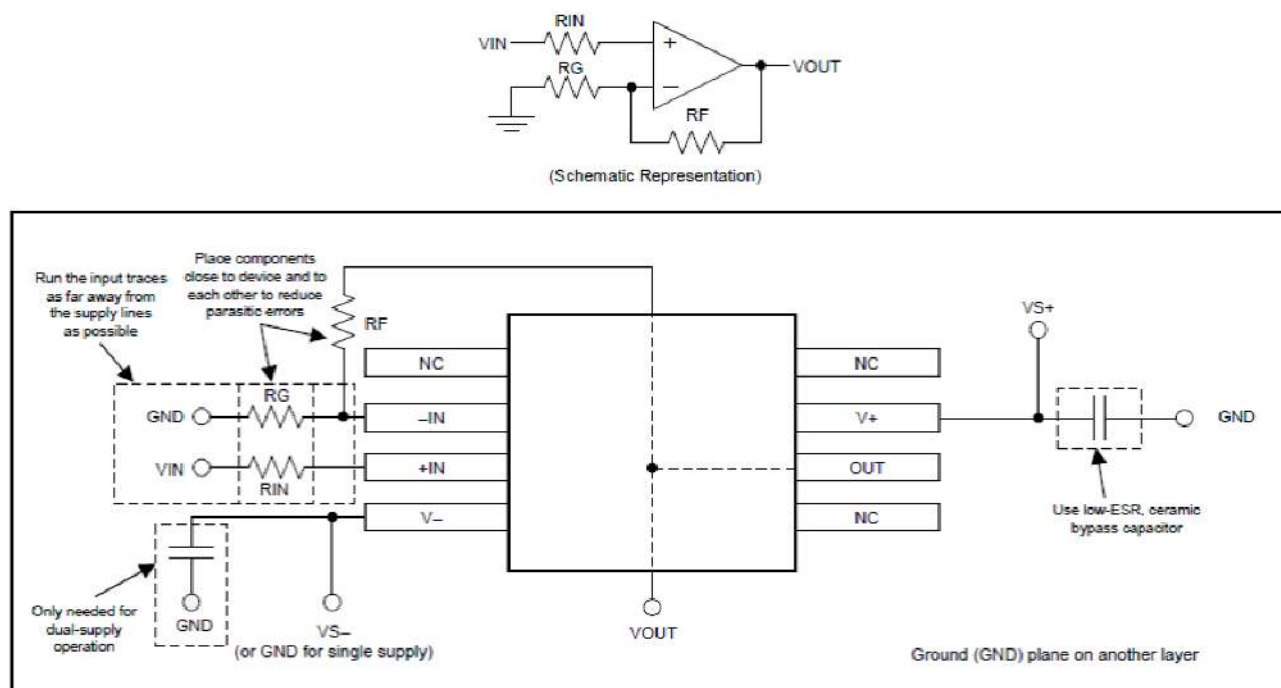 RIN
VIN
+
RG
VOUT
–
RF
(Schematic Representation)
Place components
close to device and to
each other to reduce
parasitic errors
Run the input traces
as far away from
the supply lines
as possible
RF
VS+
NC
NC
RG
GND
–IN
V+
GND
VIN
+IN
OUT
RIN
Use low-ESR, ceramic
bypass capacitor
V–
NC
Only needed for
dual-supply
operation
GND
VS–
(or GND for single supply)
VOUT
Ground (GND) plane on another layer